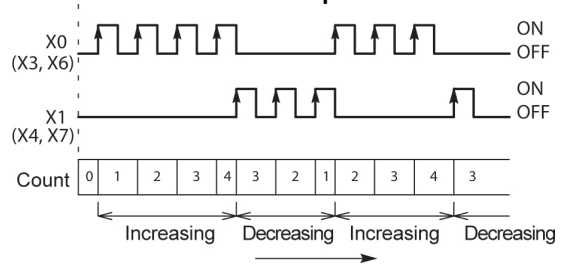 X0
(X3, X6)
ON
OFF
X1
(X4, X7)
ON
OFF
Count 0 1 2 3 4 3 2 1 2 3 4 3
Increasing Decreasing Increasing Decreasing